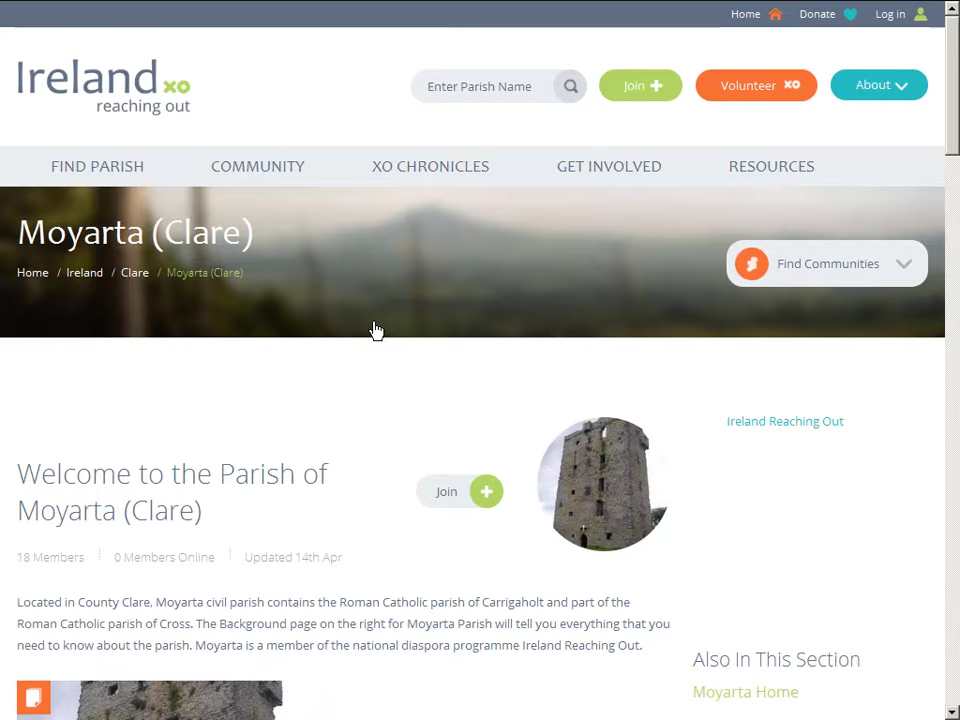 Home Donate Log in
Ireland xo
reaching out
Enter Parish Name Join Volunteer XO About
FIND PARISH COMMUNITY XO CHRONICLES GET INVOLVED RESOURCES
Moyarta (Clare)
Home / Ireland / Clare / Moyarta (Clare)
Find Communities
Ireland Reaching Out
Welcome to the Parish of
Moyarta (Clare)
Join
18 Members 0 Members Online Updated 14th Apr
Located in County Clare, Moyarta civil parish contains the Roman Catholic parish of Carrigaholt and part of the
Roman Catholic parish of Cross. The Background page on the right for Moyarta Parish will tell you everything that you
need to know about the parish. Moyarta is a member of the national diaspora programme Ireland Reaching Out.
Also In This Section
Moyarta Home